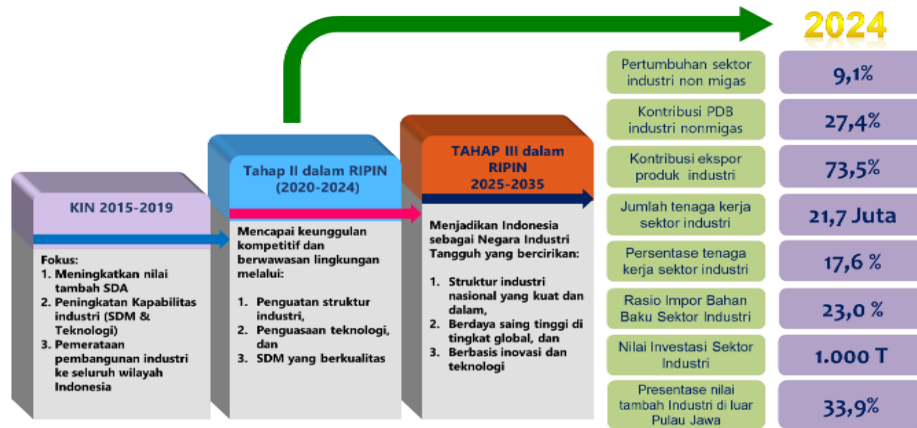 2024
KIN 2015-2019
Fokus:
1. Meningkatkan nilai
tambah SDA
2. Peningkatan Kapabilitas
industri (SDM &
Teknologi)
3. Pemerataan
pembangunan industri
ke seluruh wilayah
Indonesia
Tahap II dalam RIPIN
(2020-2024)
Mencapai keunggulan
kompetitif dan
berwawasan lingkungan
melalui:
1. Penguatan struktur
industri,
2. Penguasaan teknologi,
dan
3. SDM yang berkualitas
TAHAP III dalam
RIPIN
2025-2035
Menjadikan Indonesia
sebagai Negara Industri
Tangguh yang bercirikan:
1. Struktur industri
nasional yang kuat dan
dalam,
2. Berdaya saing tinggi di
tingkat global, dan
3. Berbasis inovasi dan
teknologi
Pertumbuhan sektor
industri non migas
9,1%
Kontribusi PDB
industri nonmigas
27,4%
Kontribusi ekspor
produk industri
73,5%
Jumlah tenaga kerja
sektor industri
21,7 Juta
Persentase tenaga
kerja sektor industri
17,6 %
Rasio Impor Bahan
Baku Sektor Industri
23,0 %
Nilai Investasi Sektor
Industri
1.000 T
Presentase nilai
tambah Industri di luar
Pulau Jawa
33,9%